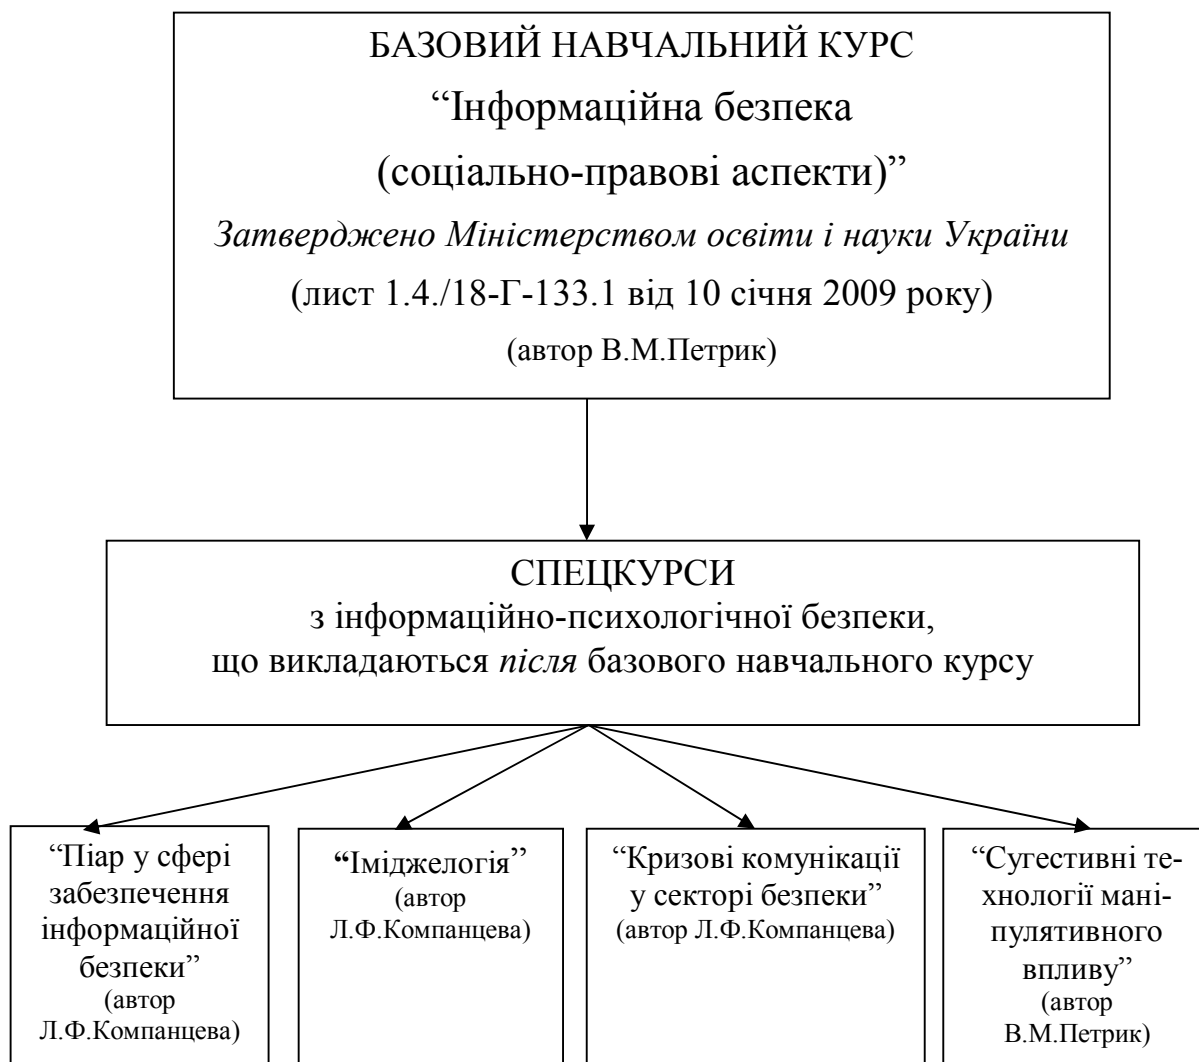 БАЗОВИЙ НАВЧАЛЬНИЙ КУРС
“Інформаційна безпека
(соціально-правові аспекти)”
Затверджено Міністерством освіти і науки України
(лист 1.4./18-Г-133.1 від 10 січня 2009 року)
(автор В.М.Петрик)
СПЕЦКУРСИ
з інформаційно-психологічної безпеки,
що викладаються після базового навчального курсу
“Піар у сфері
забезпечення
інформаційної
безпеки”
(автор
Л.Ф.Компанцева)
“Іміджелогія”
(автор
Л.Ф.Компанцева)
“Кризові комунікації
у секторі безпеки”
(автор Л.Ф.Компанцева)
“Сугестивні те-
хнології мані-
пулятивного
впливу”
(автор
В.М.Петрик)